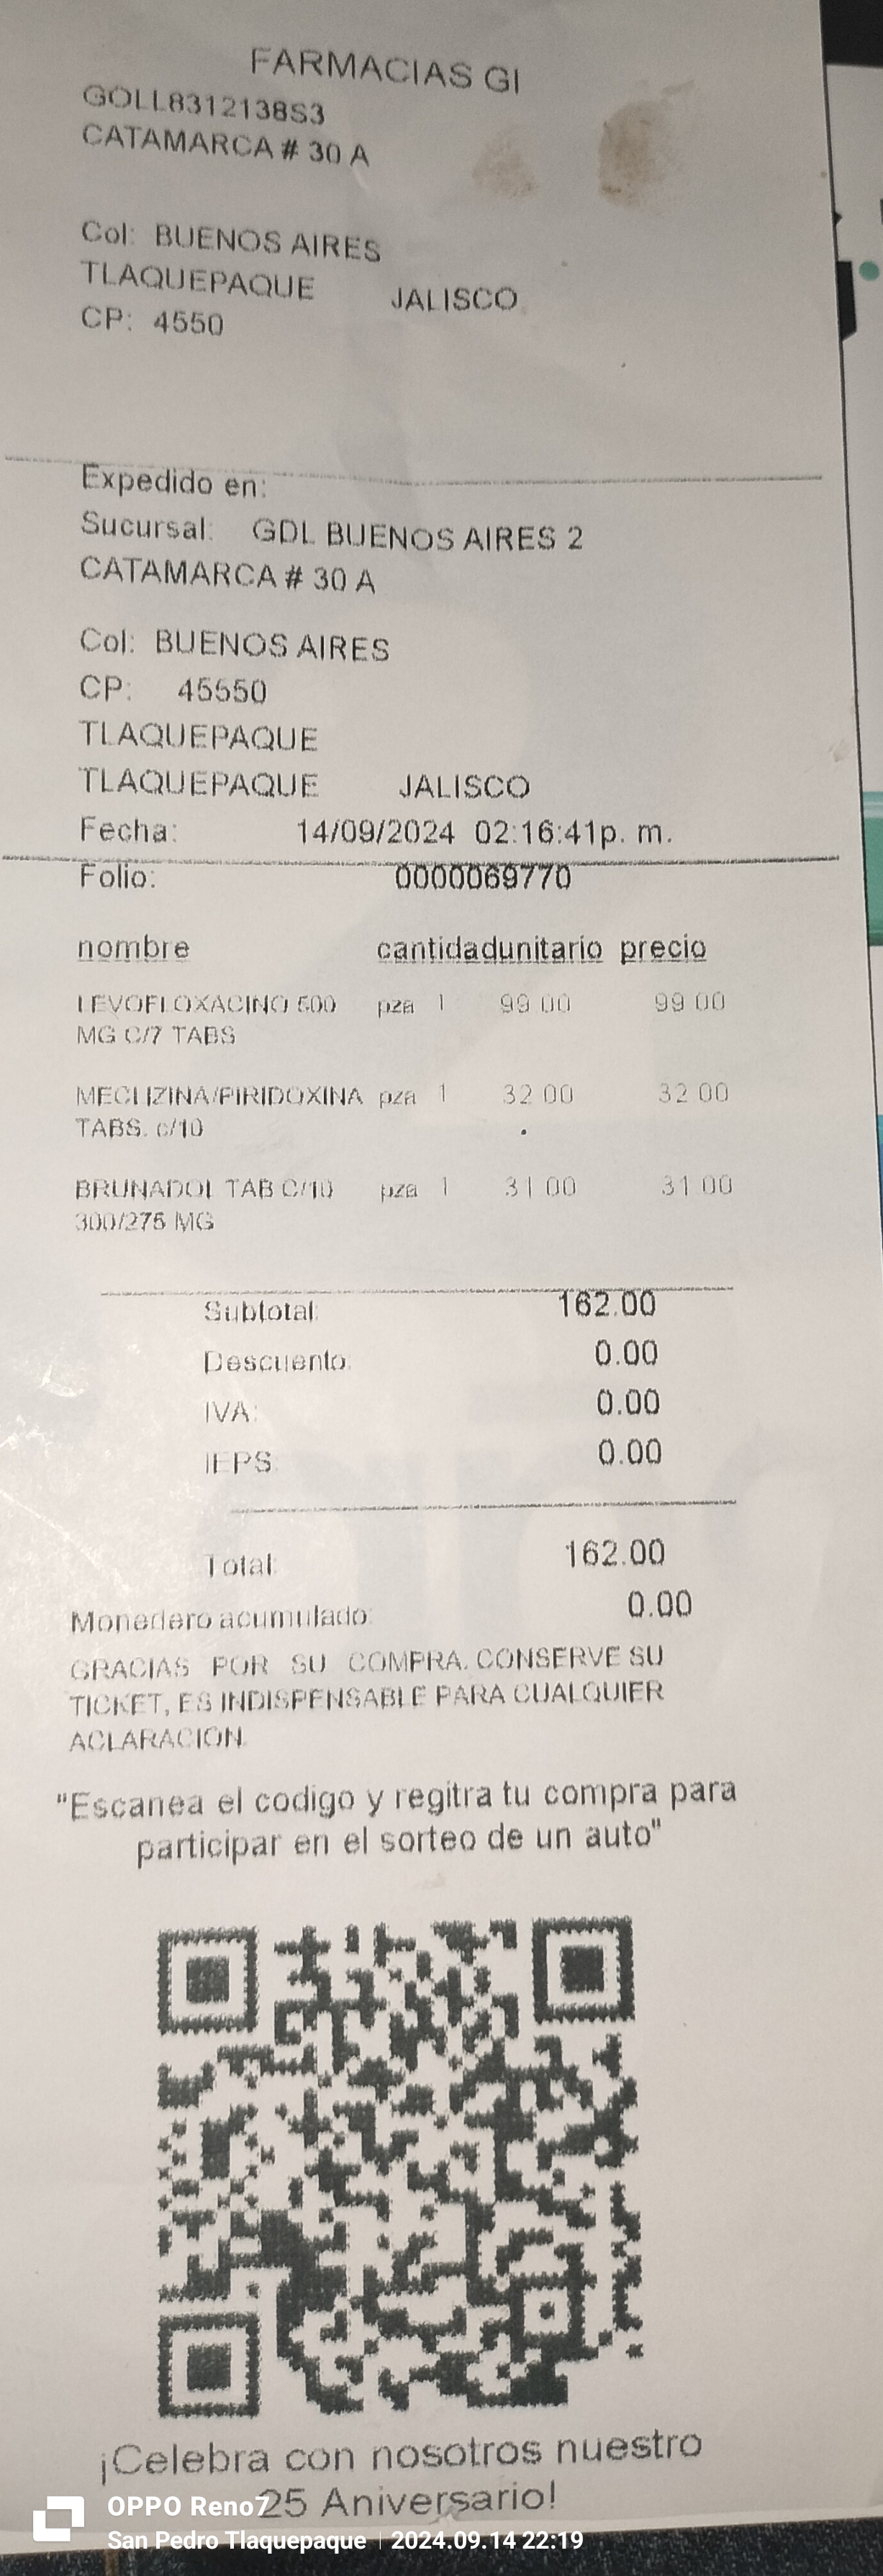 FARMACIAS GI
GOLL8312138S3
CATAMARCA # 30 A
Col: BUENOS AIRES
TLAQUEPAQUE JALISCO
CP: 4550
Expedido en:
Sucursal: GDL BUENOS AIRES 2
CATAMARCA # 30 A
Col: BUENOS AIRES
CP: 45550
TLAQUEPAQUE
TLAQUEPAQUE JALISCO
Fecha: 14/09/2024 02:16:41p. m.
Folio: 0000069770
nombre cantidadunitario precio
LEVOFLOXACINO 500 pza 1 99.00 99.00
MG C/7 TABS
MECLIZINA/PIRIDOXINA pza 1 32.00 32.00
TABS. c/10
BRUNADOL TAB C/10 pza 1 31.00 31.00
300/275 MG
Subtotal: 162.00
Descuento: 0.00
IVA: 0.00
IEPS: 0.00
Total: 162.00
Monedero acumulado: 0.00
GRACIAS POR SU COMPRA. CONSERVE SU
TICKET, ES INDISPENSABLE PARA CUALQUIER
ACLARACION.
"Escanea el codigo y regitra tu compra para
participar en el sorteo de un auto"
¡Celebra con nosotros nuestro
25 Aniversario!
OPPO Reno7
San Pedro Tlaquepaque | 2024.09.14 22:19